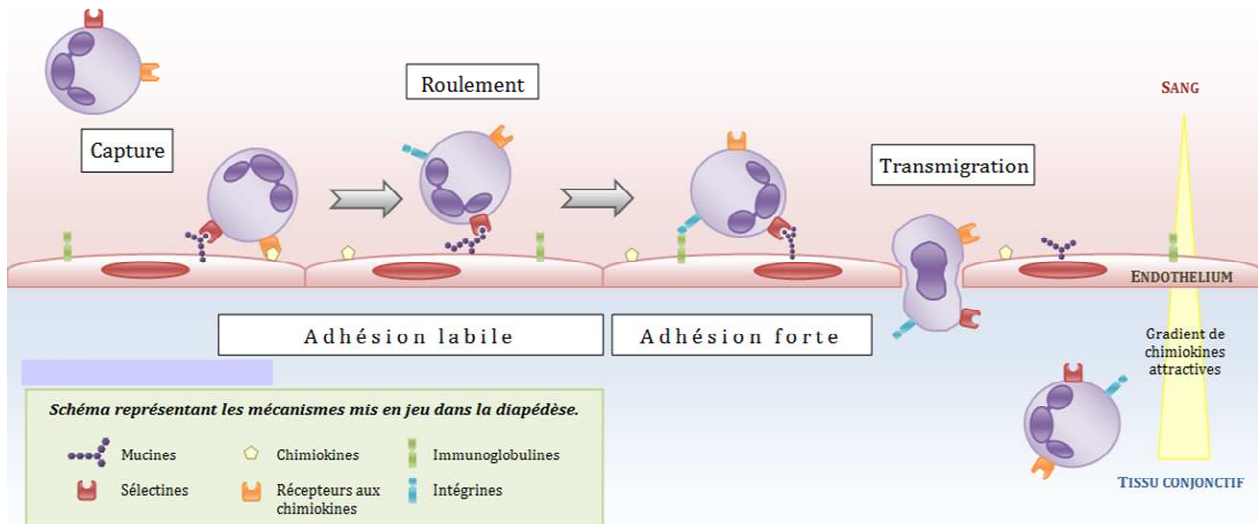 Capture
Roulement
Transmigration
SANG
ENDOTHELIUM
Adhésion labile
Adhésion forte
Gradient de
chimiokines
attractives
TISSU CONJONCTIF
Schéma représentant les mécanismes mis en jeu dans la diapédèse.
Mucines
Chimiokines
Immunoglobulines
Sélectines
Récepteurs aux
chimiokines
Intégrines